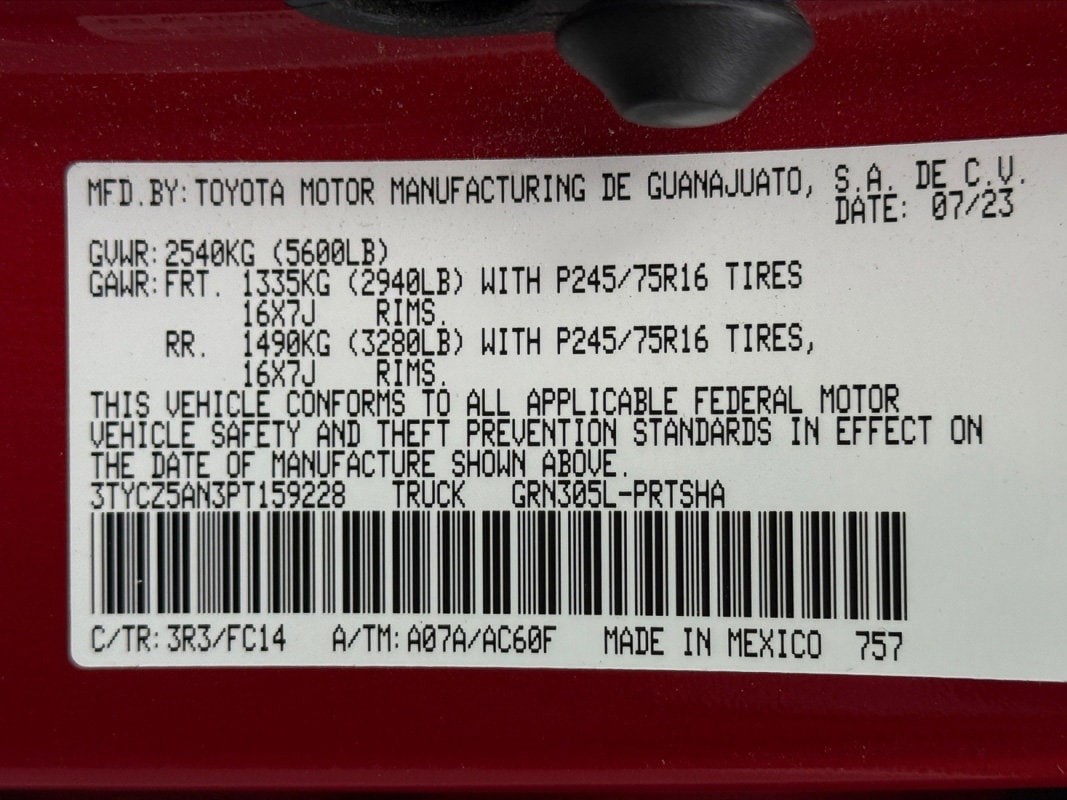 MFD.BY:TOYOTA MOTOR MANUFACTURING DE GUANAJUATO, S.A. DE C.V.
DATE: 07/23
GVWR:2540KG (5600LB)
GAWR:FRT. 1335KG (2940LB) WITH P245/75R16 TIRES
16X7J RIMS.
RR. 1490KG (3280LB) WITH P245/75R16 TIRES,
16X7J RIMS.
THIS VEHICLE CONFORMS TO ALL APPLICABLE FEDERAL MOTOR
VEHICLE SAFETY AND THEFT PREVENTION STANDARDS IN EFFECT ON
THE DATE OF MANUFACTURE SHOWN ABOVE.
3TYCZ5AN3PT159228 TRUCK GRN305L-PRTSHA
C/TR:3R3/FC14 A/TM:A07A/AC60F MADE IN MEXICO 757